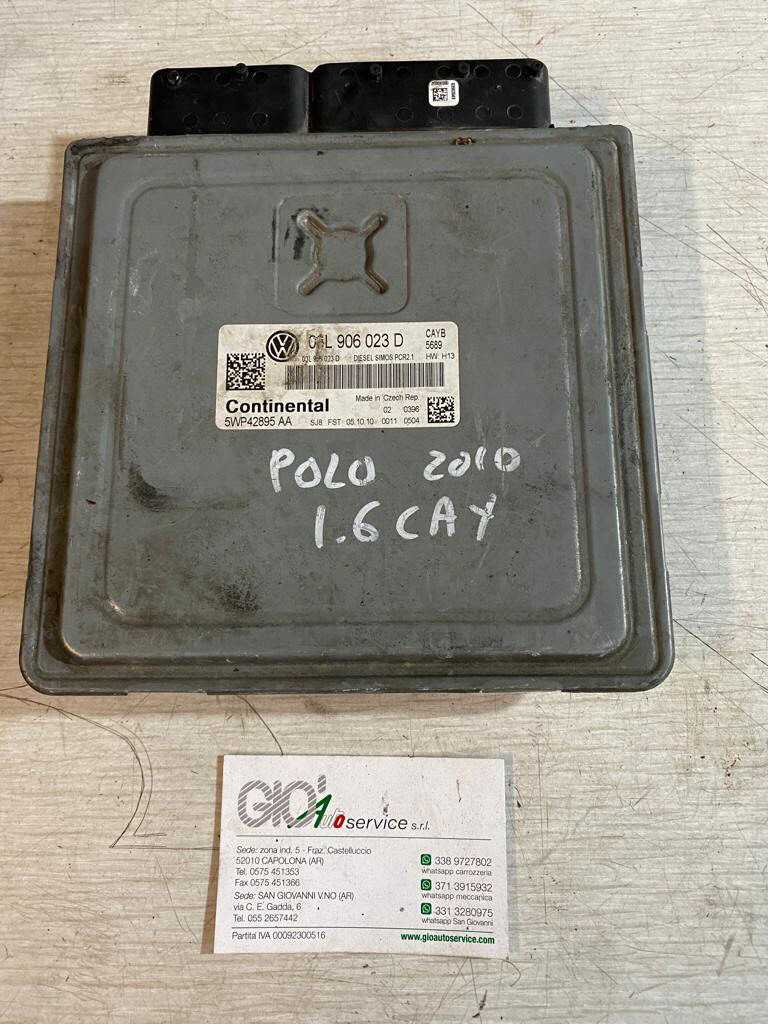 03L 906 023 D
CAYB
5689
03L 906 023 D DIESEL SIMOS PCR2.1 HW H13
Continental
Made in Czech Rep.
02 0396
5WP42895 AA SJ8 FST 05.10.10 0011 0504
POLO 2010
1.6 CAY
GIO' Auto service s.r.l.
Sede: zona ind. 5 - Fraz. Castelluccio
52010 CAPOLONA (AR)
Tel. 0575 451353
Fax 0575 451366
Sede: SAN GIOVANNI V.NO (AR)
via C. E. Gadda, 6
Tel. 055 2657442
Partita IVA 00092300516
338 9727802
whatsapp carrozzeria
371 3915932
whatsapp meccanica
331 3280975
whatsapp San Giovanni
www.gioautoservice.com